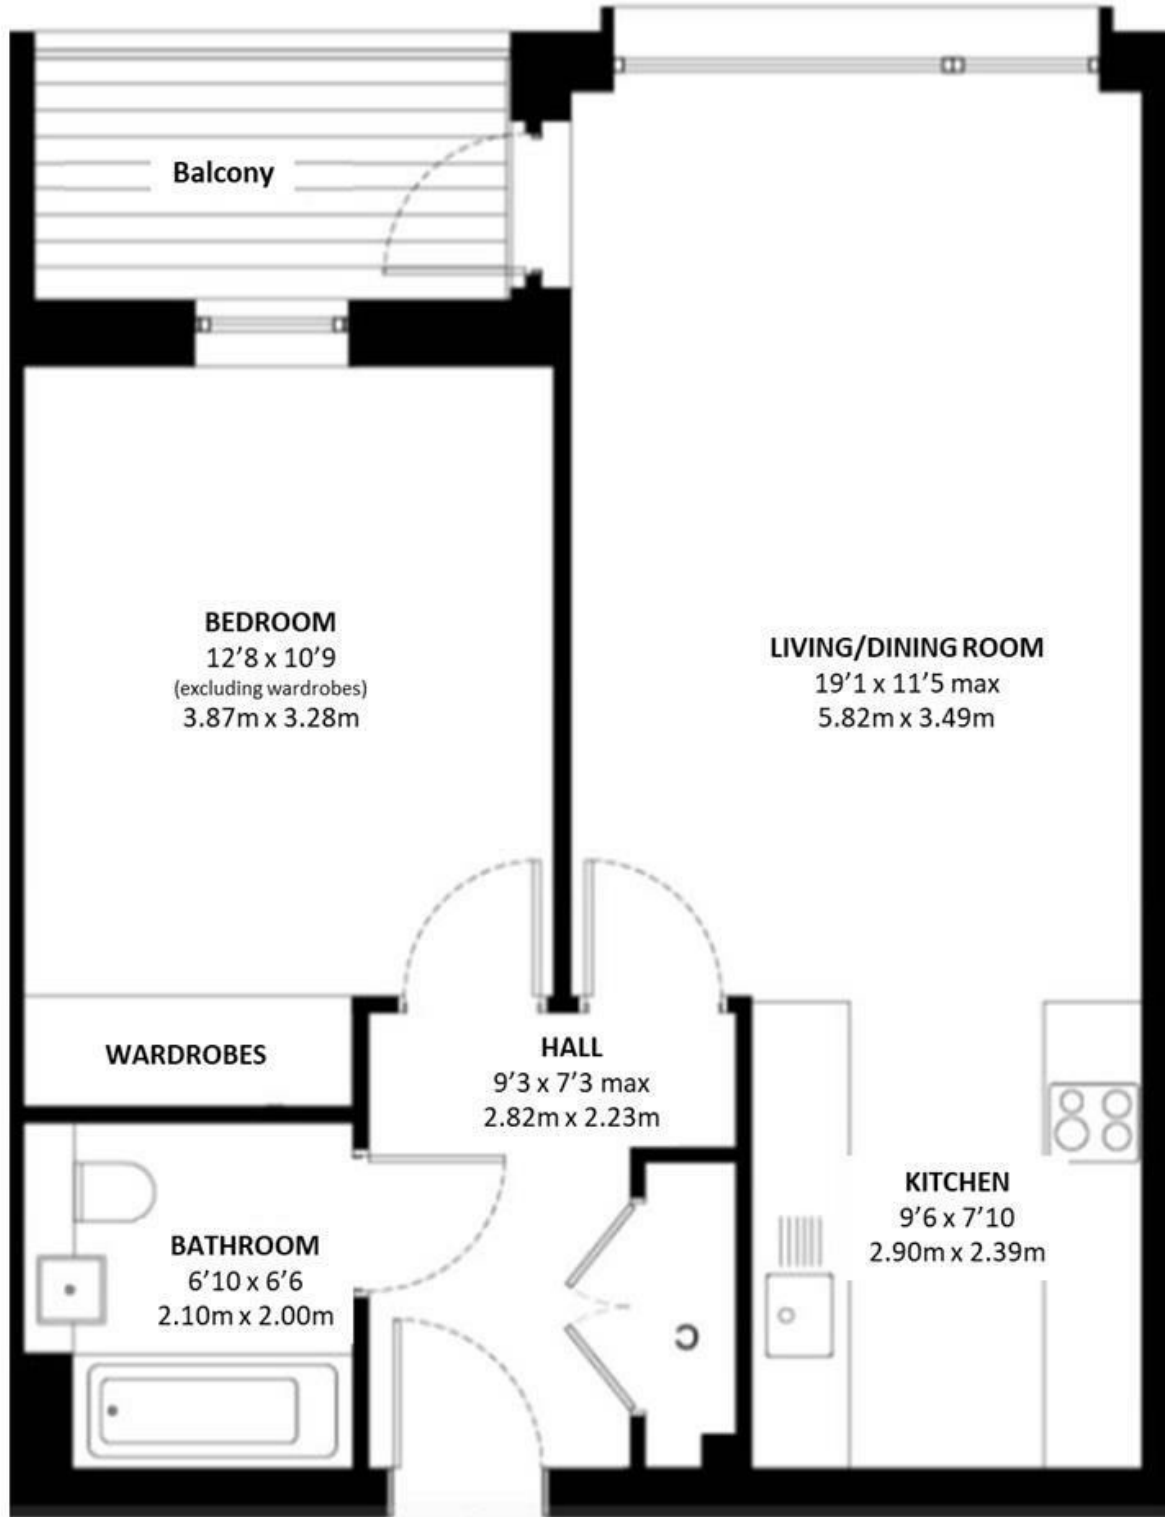 Balcony
BEDROOM
12'8 x 10'9
(excluding wardrobes)
3.87m x 3.28m
LIVING/DINING ROOM
19'1 x 11'5 max
5.82m x 3.49m
WARDROBES
HALL
9'3 x 7'3 max
2.82m x 2.23m
KITCHEN
9'6 x 7'10
2.90m x 2.39m
BATHROOM
6'10 x 6'6
2.10m x 2.00m
C